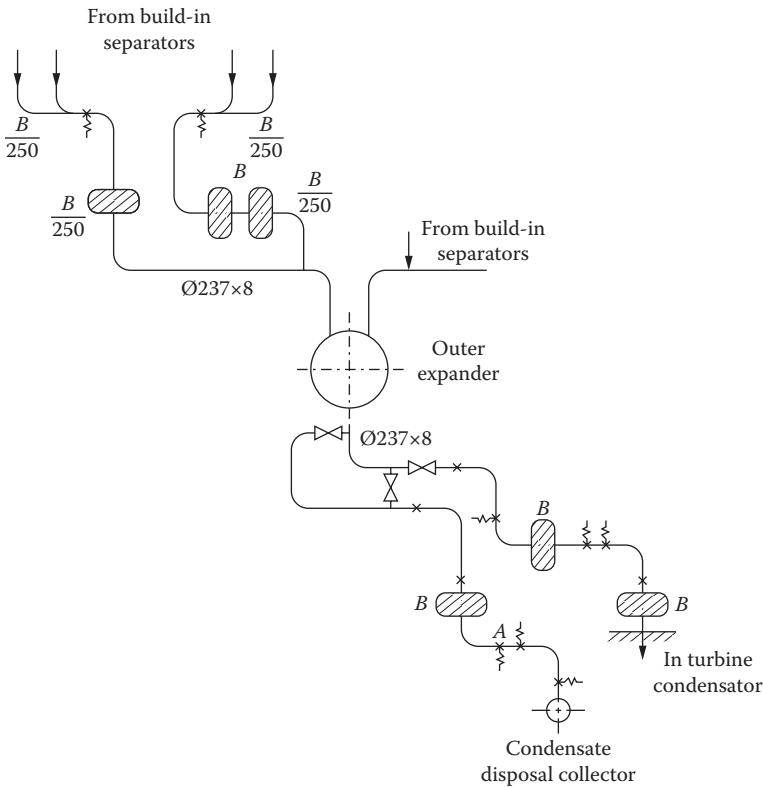 From build-in
separators
B
250
B
250
B
250
B
B
250
From build-in
separators
Ø237×8
Outer
expander
Ø237×8
B
B
B
A
In turbine
condensator
Condensate
disposal collector